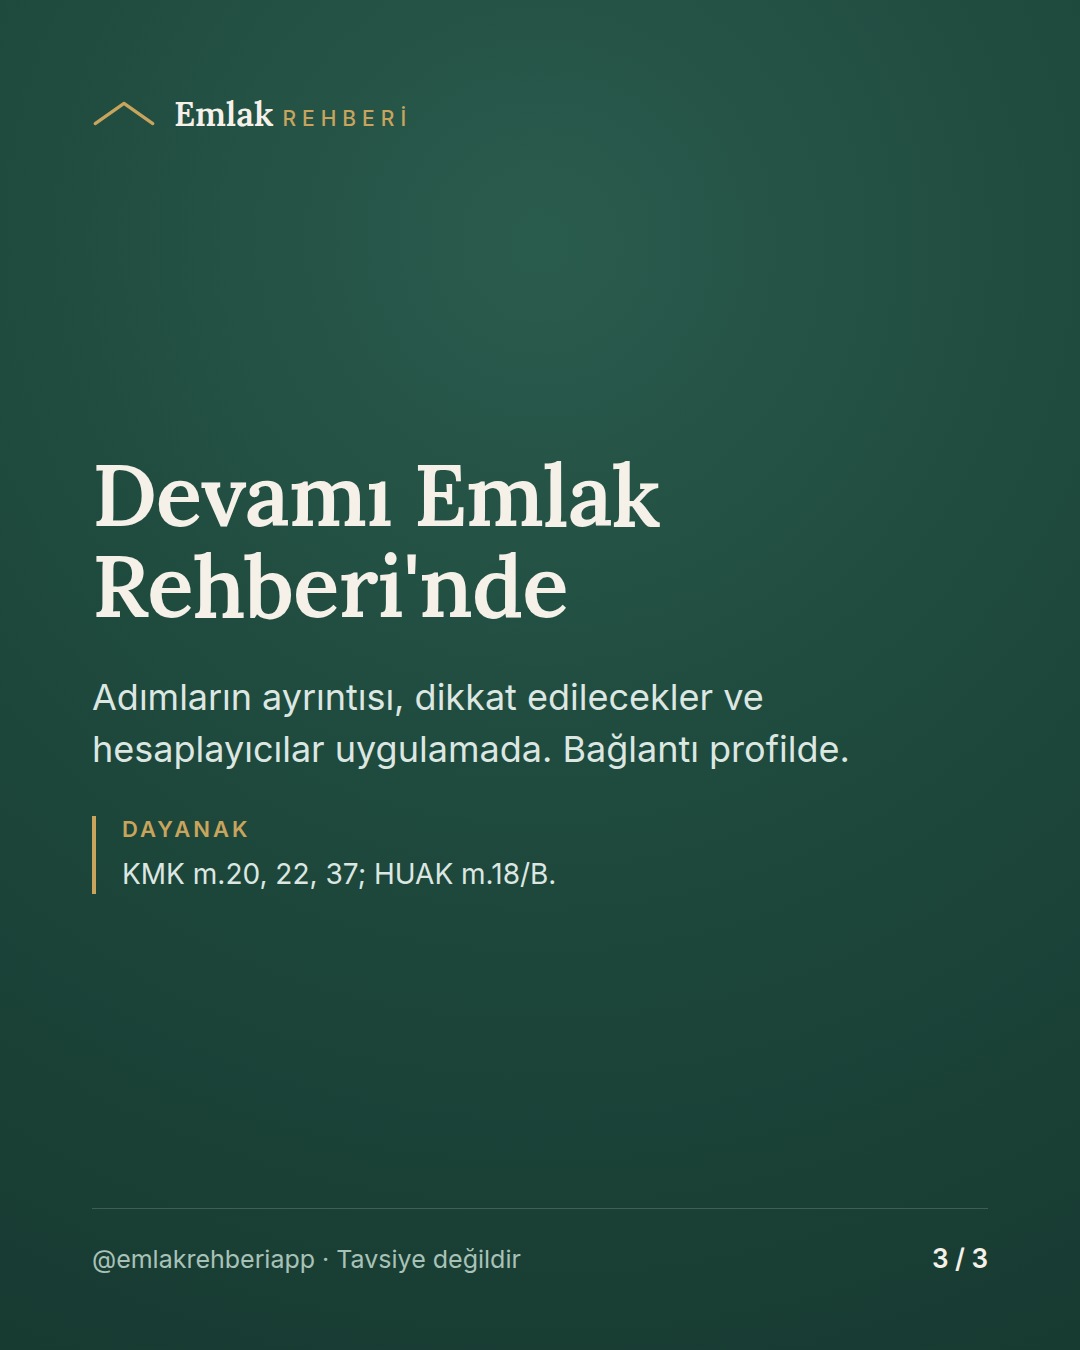 Emlak REHBERİ
Devamı Emlak
Rehberi'nde
Adımların ayrıntısı, dikkat edilecekler ve
hesaplayıcılar uygulamada. Bağlantı profilde.
DAYANAK
KMK m.20, 22, 37; HUAK m.18/B.
@emlakrehberiapp · Tavsiye değildir
3 / 3